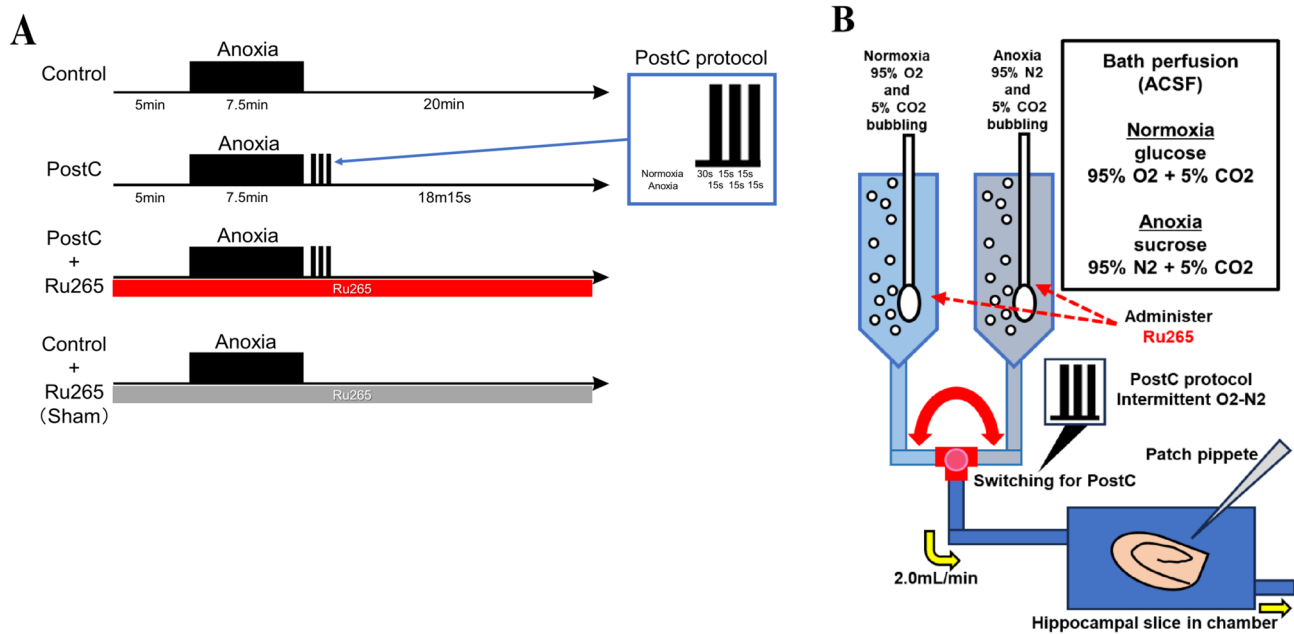 A
Control
Anoxia
5min
7.5min
20min
PostC
Anoxia
5min
7.5min
18m15s
PostC protocol
Normoxia
30s 15s 15s
Anoxia
15s 15s 15s
PostC
+
Ru265
Anoxia
Ru265
Control
+
Ru265
（Sham）
Anoxia
Ru265
B
Normoxia
95% O2
and
5% CO2
bubbling
Anoxia
95% N2
and
5% CO2
bubbling
Bath perfusion
(ACSF)
Normoxia
glucose
95% O2 + 5% CO2
Anoxia
sucrose
95% N2 + 5% CO2
Administer
Ru265
PostC protocol
Intermittent O2-N2
Switching for PostC
Patch pippete
2.0mL/min
Hippocampal slice in chamber